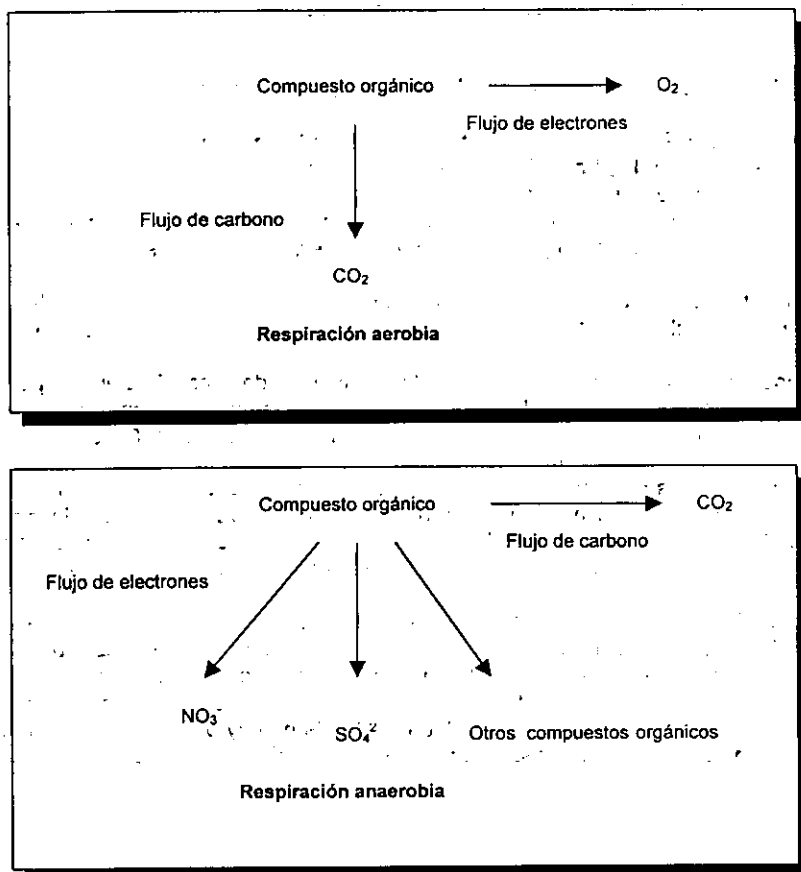 Compuesto orgánico O₂
Flujo de electrones
Flujo de carbono
CO₂
Respiración aerobia
Compuesto orgánico CO₂
Flujo de carbono
Flujo de electrones
NO₃⁻ SO₄² Otros compuestos orgánicos
Respiración anaerobia